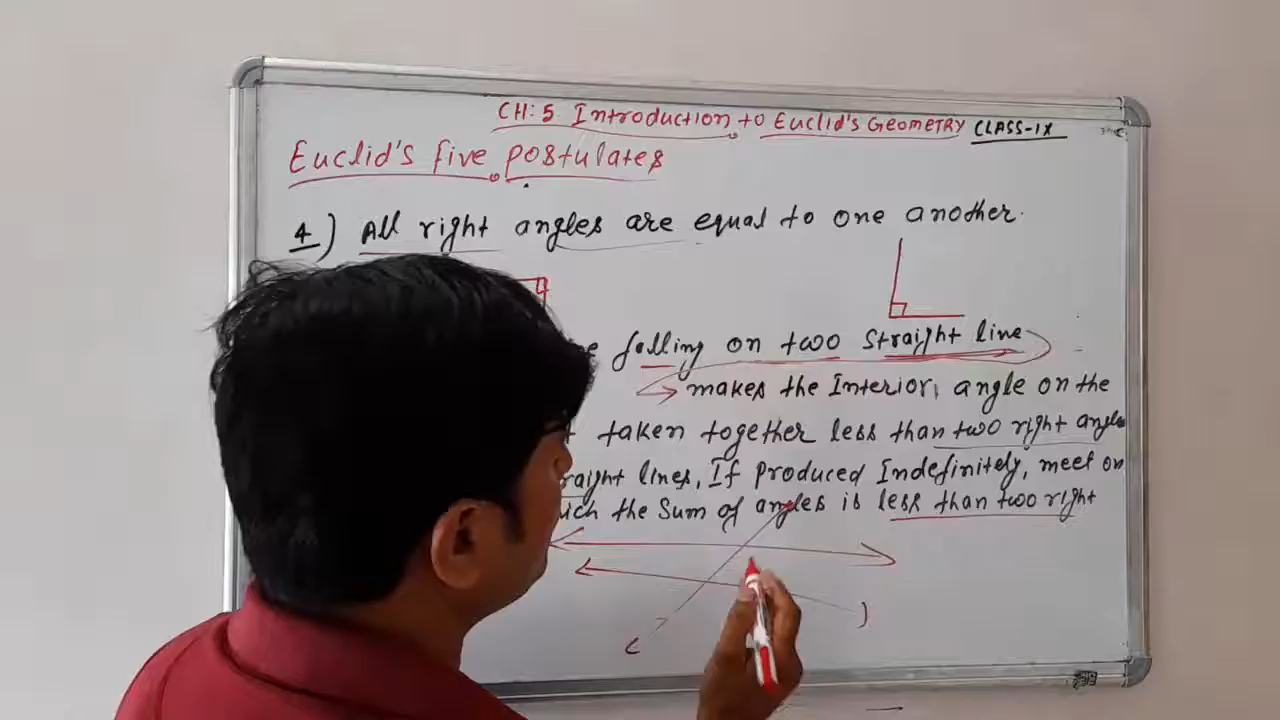 CH: 5 Introduction to Euclid's GEOMETRY CLASS-IX
Euclid's five postulates
4) All right angles are equal to one another.
falling on two straight line
makes the Interior, angle on the
taken together less than two right angles
lines, If produced Indefinitely, meet on
the Sum of angles is less than two right